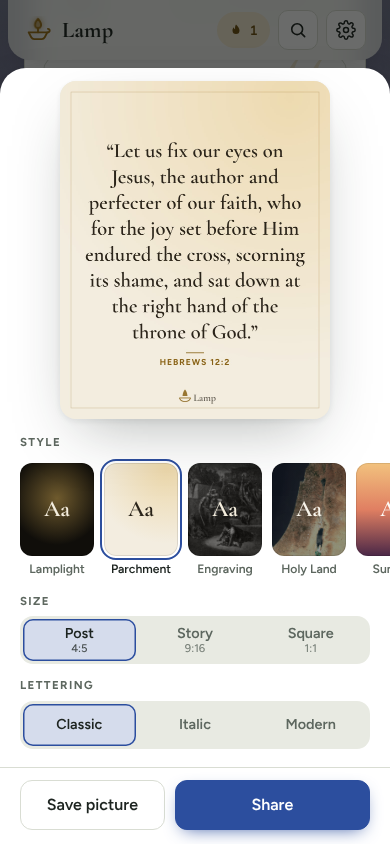 Lamp
1
“Let us fix our eyes on
Jesus, the author and
perfecter of our faith, who
for the joy set before Him
endured the cross, scorning
its shame, and sat down at
the right hand of the
throne of God.”
HEBREWS 12:2
Lamp
STYLE
Aa
Aa
Aa
Aa
Lamplight
Parchment
Engraving
Holy Land
SIZE
Post
Story
Square
4:5
9:16
1:1
LETTERING
Classic
Italic
Modern
Save picture
Share